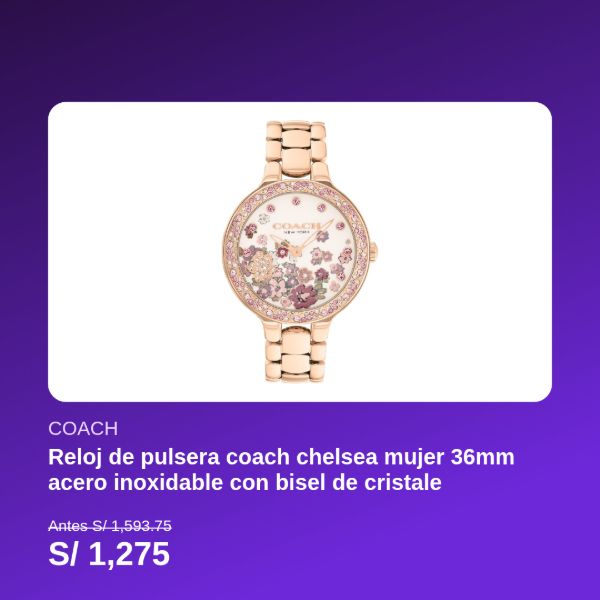 COACH
NEW YORK
COACH
Reloj de pulsera coach chelsea mujer 36mm
acero inoxidable con bisel de cristale
Antes S/ 1,593.75
S/ 1,275